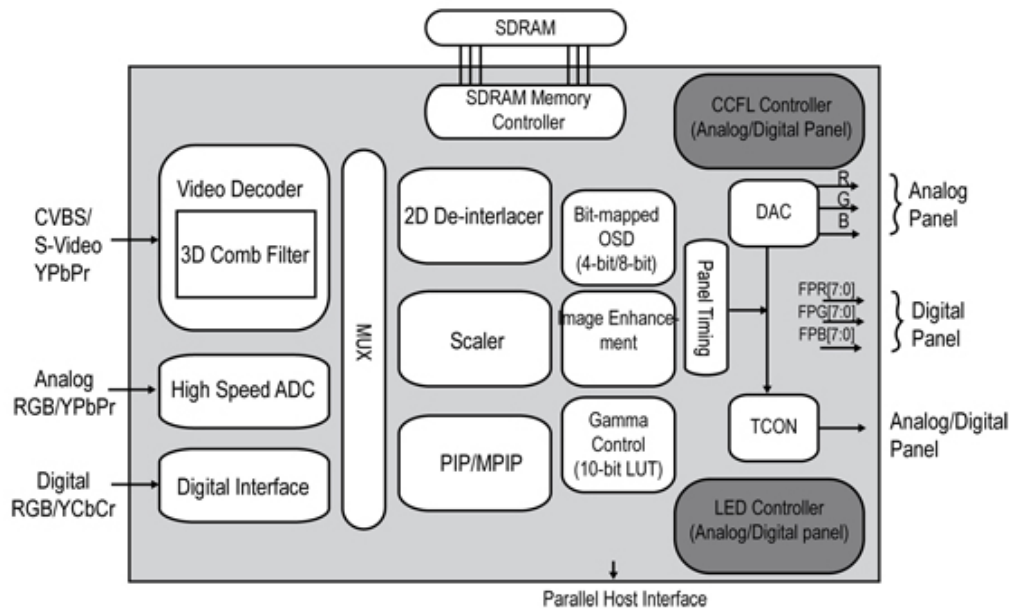 SDRAM
SDRAM Memory
Controller
CCFL Controller
(Analog/Digital Panel)
Video Decoder
3D Comb Filter
CVBS/
S-Video
YPbPr
MUX
2D De-interlacer
Bit-mapped
OSD
(4-bit/8-bit)
Panel Timing
DAC
R
G
B
Analog
Panel
FPR[7:0]
FPG[7:0]
FPB[7:0]
Digital
Panel
Scaler
Image Enhance-
ment
Analog
RGB/YPbPr
High Speed ADC
PIP/MPIP
Gamma
Control
(10-bit LUT)
TCON
Analog/Digital
Panel
Digital
RGB/YCbCr
Digital Interface
LED Controller
(Analog/Digital panel)
Parallel Host Interface